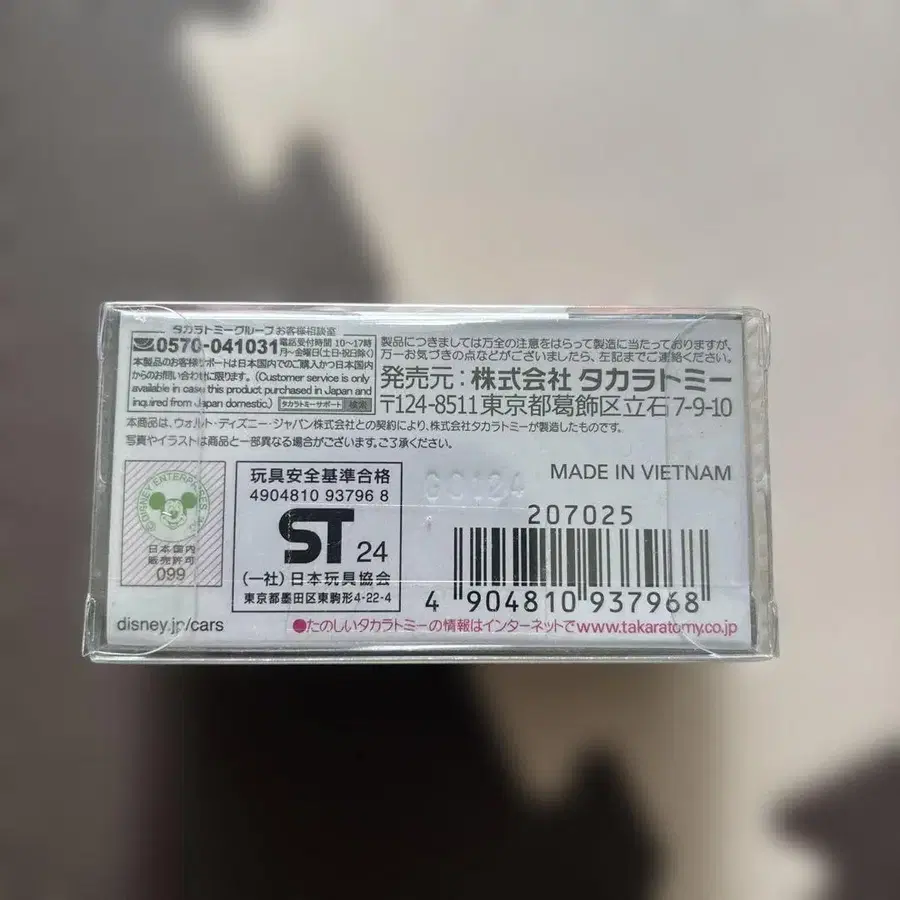 タカラトミーグループお客様相談室
0570-041031 電話受付時間 10~17時
月~金曜日(土日・祝日除く)
本製品のお客様サポートは日本国内でのご購入かつ日本国内
からのお問い合わせに限ります。(Customer service is only
available in case this product purchased in Japan and
inquired from Japan domestic.) タカラトミーサポート 検索
製品につきましては万全の注意をはらって製造に当たっておりますが、
万一お気づきの点などがございましたら、左記までご連絡ください。
発売元:株式会社 タカラトミー
〒124-8511 東京都葛飾区立石7-9-10
本商品は、ウォルト・ディズニー・ジャパン株式会社との契約により、株式会社タカラトミーが製造したものです。
写真やイラストは商品と一部異なる場合がございます。ご了承ください。
©DISNEY ENTERPRISES
日本国内
販売許可
099
玩具安全基準合格
4904810 93796 8
ST 24
(一社)日本玩具協会
東京都墨田区東駒形4-22-4
MADE IN VIETNAM
207025
4 904810 937968
disney.jp/cars
●たのしいタカラトミーの情報はインターネットで www.takaratomy.co.jp